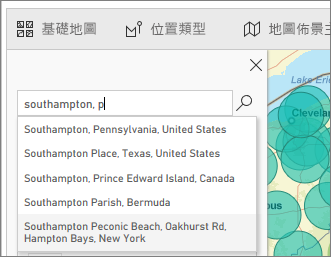 基礎地圖 位置類型 地圖佈景主
Lake Erie
southampton, p
Clevelan
Southampton, Pennsylvania, United States
Southampton Place, Texas, United States
Southampton, Prince Edward Island, Canada
Southampton Parish, Bermuda
bus
Southampton Peconic Beach, Oakhurst Rd,
Hampton Bays, New York